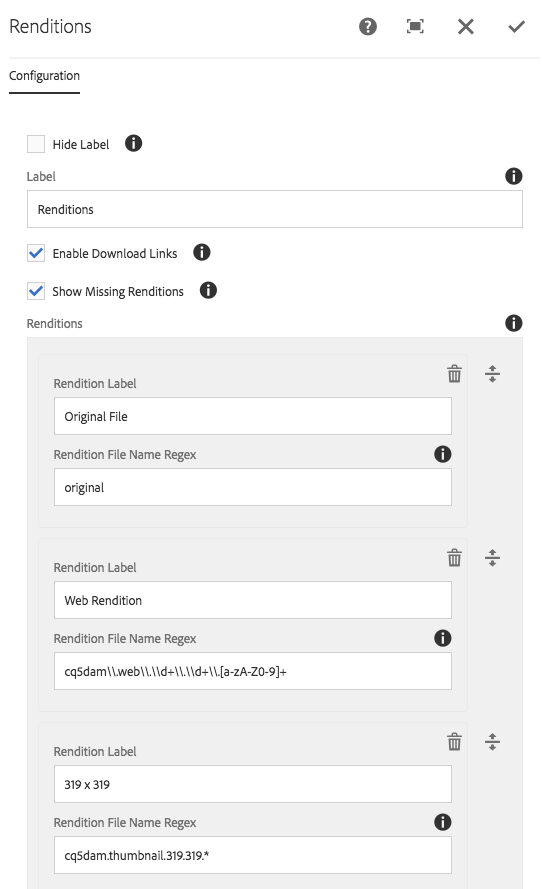 Renditions
Configuration
Hide Label
Label
Renditions
Enable Download Links
Show Missing Renditions
Renditions
Rendition Label
Original File
Rendition File Name Regex
original
Rendition Label
Web Rendition
Rendition File Name Regex
cq5dam\\.web\\.\\d+\\.\\d+\\.[a-zA-Z0-9]+
Rendition Label
319 x 319
Rendition File Name Regex
cq5dam.thumbnail.319.319.*